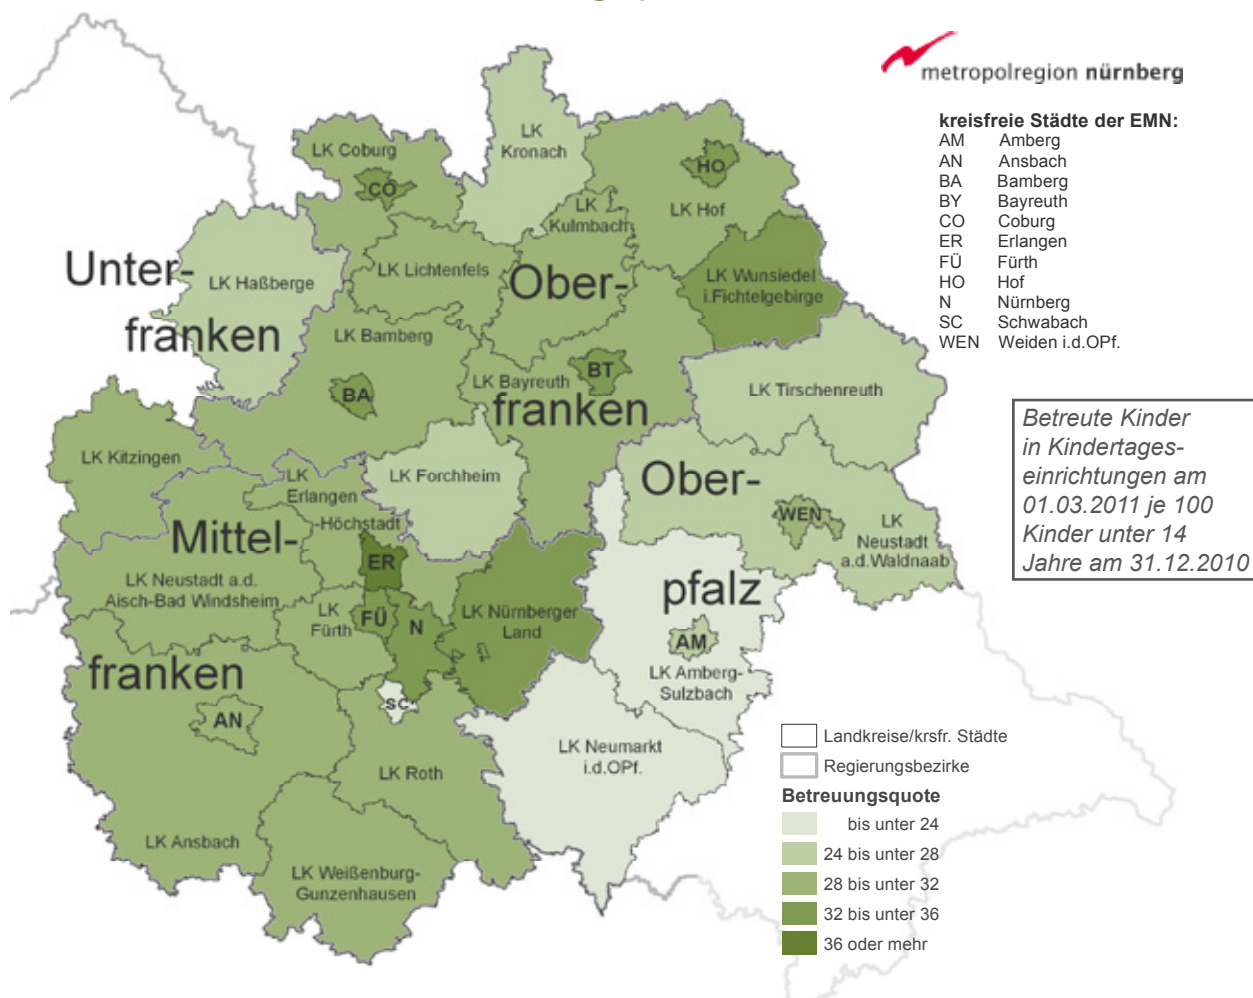 metropolregion nürnberg
kreisfreie Städte der EMN:
AM Amberg
AN Ansbach
BA Bamberg
BY Bayreuth
CO Coburg
ER Erlangen
FÜ Fürth
HO Hof
N Nürnberg
SC Schwabach
WEN Weiden i.d.OPf.
LK
Kronach
LK Coburg
CO
HO
LK
Kulmbach
LK Hof
Unter-
franken
LK Haßberge
LK Lichtenfels
Ober-
franken
LK Wunsiedel
i.Fichtelgebirge
LK Bamberg
BA
LK Bayreuth
BT
LK Tirschenreuth
LK Kitzingen
LK Forchheim
LK
Erlangen
-Höchstadt
Ober-
pfalz
WEN
LK
Neustadt
a.d.Waldnaab
Mittel-
franken
ER
LK Neustadt a.d.
Aisch-Bad Windsheim
LK
Fürth
FÜ
N
LK Nürnberger
Land
AM
LK Amberg-
Sulzbach
SC
AN
LK Neumarkt
i.d.OPf.
LK Roth
LK Ansbach
LK Weißenburg-
Gunzenhausen
Betreute Kinder
in Kindertages-
einrichtungen am
01.03.2011 je 100
Kinder unter 14
Jahre am 31.12.2010
Landkreise/krsfr. Städte
Regierungsbezirke
Betreuungsquote
bis unter 24
24 bis unter 28
28 bis unter 32
32 bis unter 36
36 oder mehr